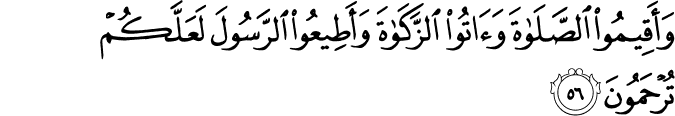 وَأَقِيمُوا۟ ٱلصَّلَوٰةَ وَءَاتُوا۟ ٱلزَّكَوٰةَ وَأَطِيعُوا۟ ٱلرَّسُولَ لَعَلَّكُمْ
تُرْحَمُونَ ٥٦